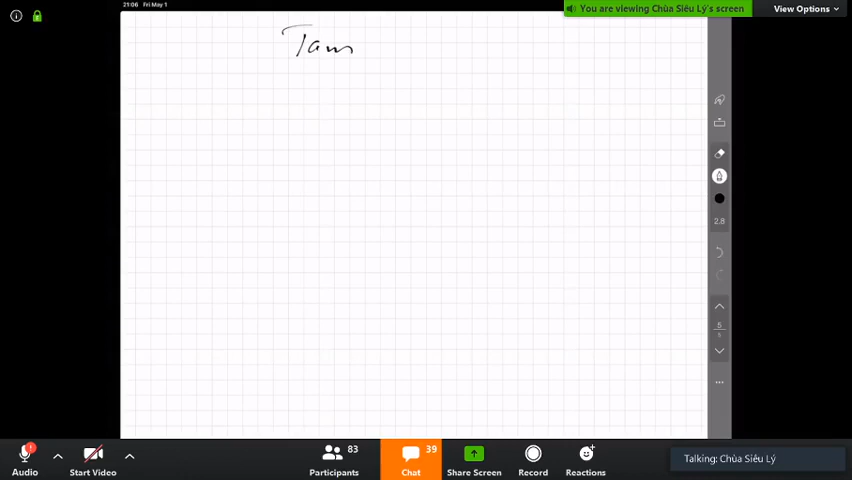 21:06 Fri May 1
You are viewing Chùa Siêu Lý's screen
View Options
Tam
2.8
5
5
83
39
Audio
Start Video
Participants
Chat
Share Screen
Record
Reactions
Talking: Chùa Siêu Lý